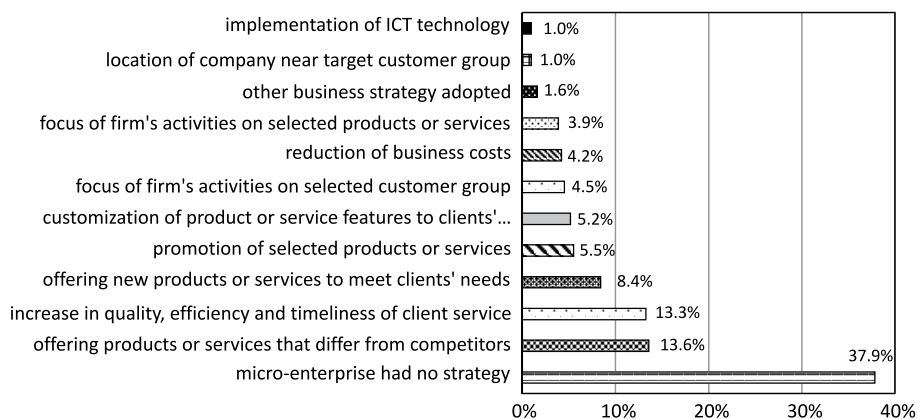 implementation of ICT technology 1.0%
location of company near target customer group 1.0%
other business strategy adopted 1.6%
focus of firm's activities on selected products or services 3.9%
reduction of business costs 4.2%
focus of firm's activities on selected customer group 4.5%
customization of product or service features to clients'... 5.2%
promotion of selected products or services 5.5%
offering new products or services to meet clients' needs 8.4%
increase in quality, efficiency and timeliness of client service 13.3%
offering products or services that differ from competitors 13.6%
micro-enterprise had no strategy 37.9%
0% 10% 20% 30% 40%